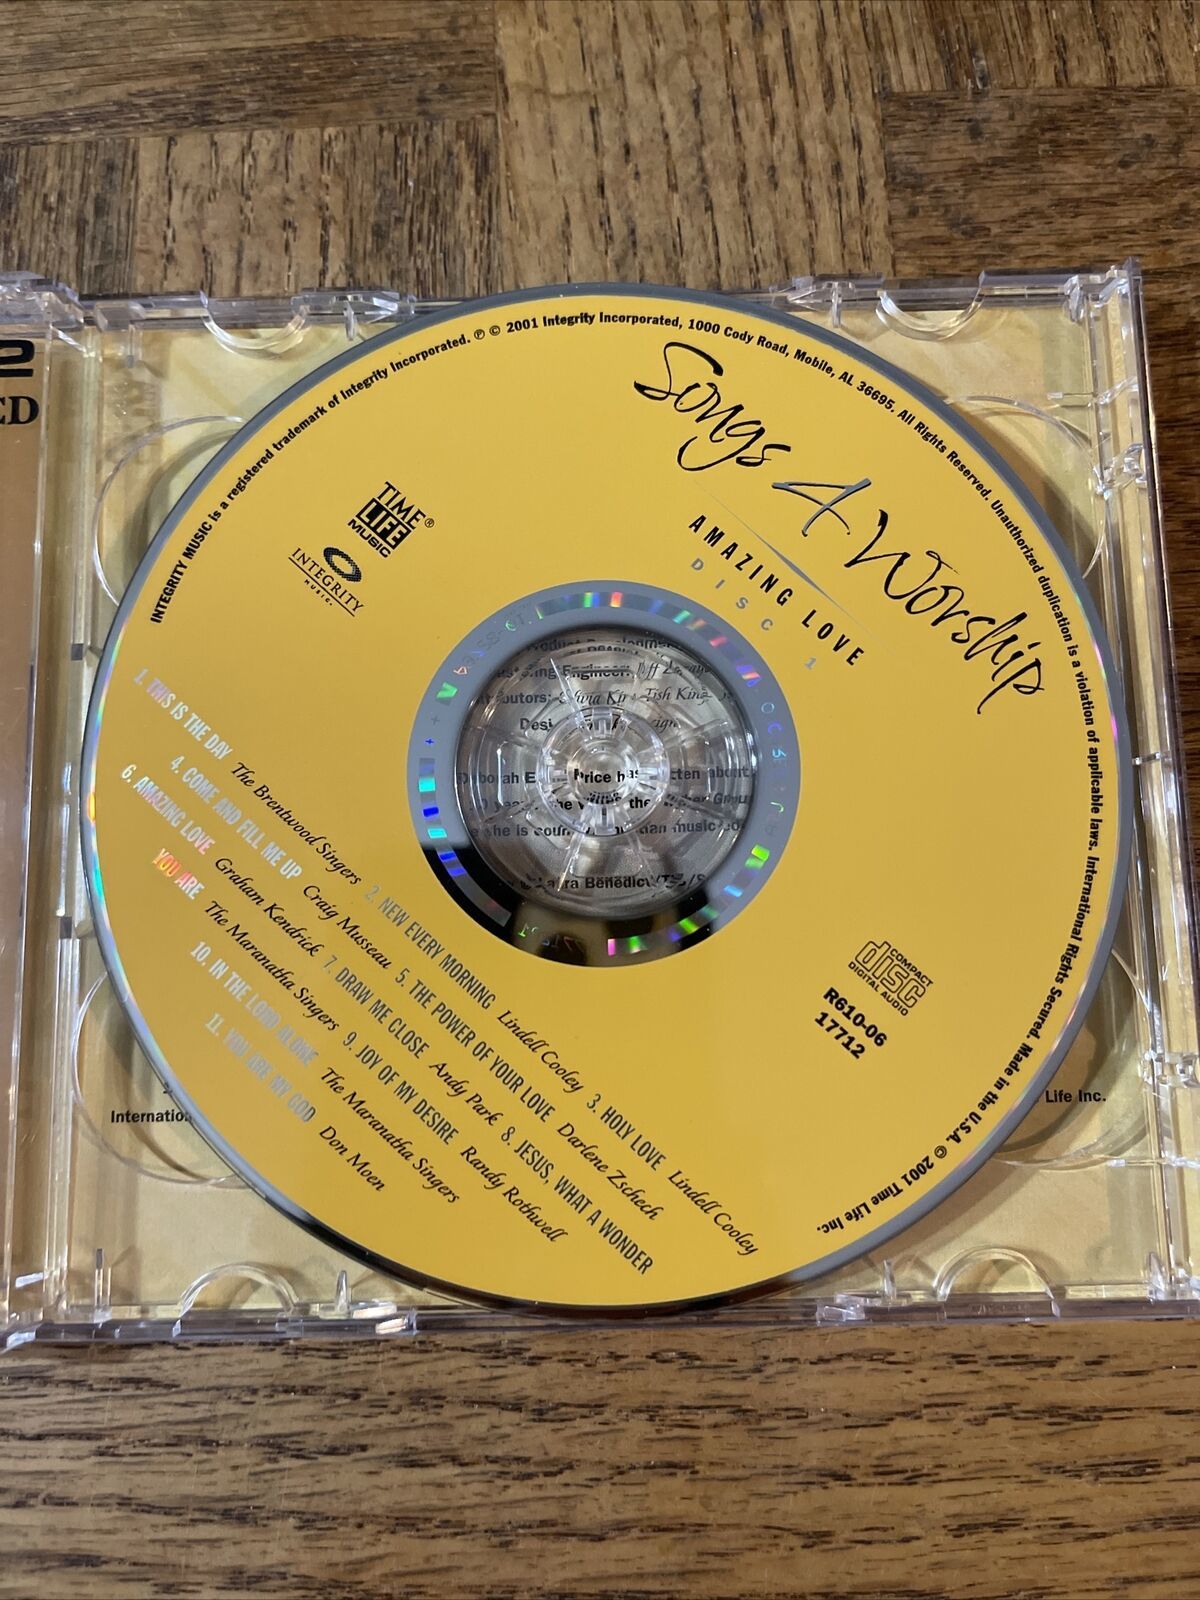 INTEGRITY MUSIC is a registered trademark of Integrity Incorporated. ℗ © 2001 Integrity Incorporated, 1000 Cody Road, Mobile, AL 36695. All Rights Reserved. Unauthorized duplication is a violation of applicable laws. International Rights Secured. Made in the U.S.A. © 2001 Time Life Inc.
2
CD
Songs 4 Worship
AMAZING LOVE
DISC 1
TIME
LIFE®
MUSIC
INTEGRITY
MUSIC.
1. THIS IS THE DAY The Brentwood Singers 2. NEW EVERY MORNING Lindell Cooley 3. HOLY LOVE Lindell Cooley
4. COME AND FILL ME UP Craig Musseau 5. THE POWER OF YOUR LOVE Darlene Zschech
6. AMAZING LOVE Graham Kendrick 7. DRAW ME CLOSE Andy Park 8. JESUS, WHAT A WONDER
YOU ARE The Maranatha Singers 9. JOY OF MY DESIRE Randy Rothwell
10. IN THE LORD ALONE The Maranatha Singers
11. YOU ARE MY GOD Don Moen
COMPACT
disc
DIGITAL AUDIO
R610-06
17712
Engineer:
Price
Life Inc.